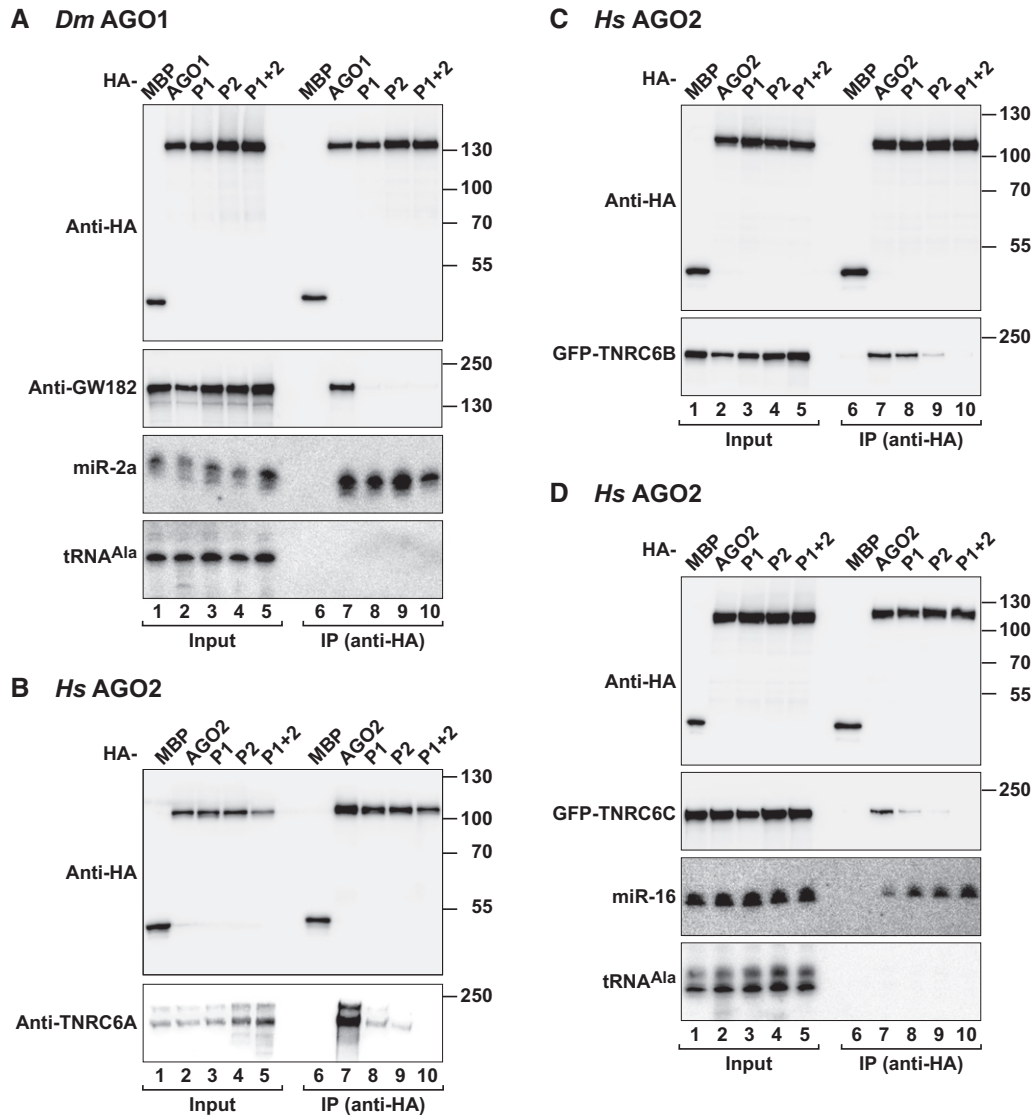 A Dm AGO1
HA- MBP AGO1 P1 P2 P1+2 MBP AGO1 P1 P2 P1+2
Anti-HA
130
100
70
55
Anti-GW182
250
130
miR-2a
tRNAAla
1 2 3 4 5 6 7 8 9 10
Input IP (anti-HA)
B Hs AGO2
HA- MBP AGO2 P1 P2 P1+2 MBP AGO2 P1 P2 P1+2
Anti-HA
130
100
70
55
Anti-TNRC6A
250
1 2 3 4 5 6 7 8 9 10
Input IP (anti-HA)
C Hs AGO2
HA- MBP AGO2 P1 P2 P1+2 MBP AGO2 P1 P2 P1+2
Anti-HA
130
100
70
55
GFP-TNRC6B
250
1 2 3 4 5 6 7 8 9 10
Input IP (anti-HA)
D Hs AGO2
HA- MBP AGO2 P1 P2 P1+2 MBP AGO2 P1 P2 P1+2
Anti-HA
130
100
70
55
GFP-TNRC6C
250
miR-16
tRNAAla
1 2 3 4 5 6 7 8 9 10
Input IP (anti-HA)